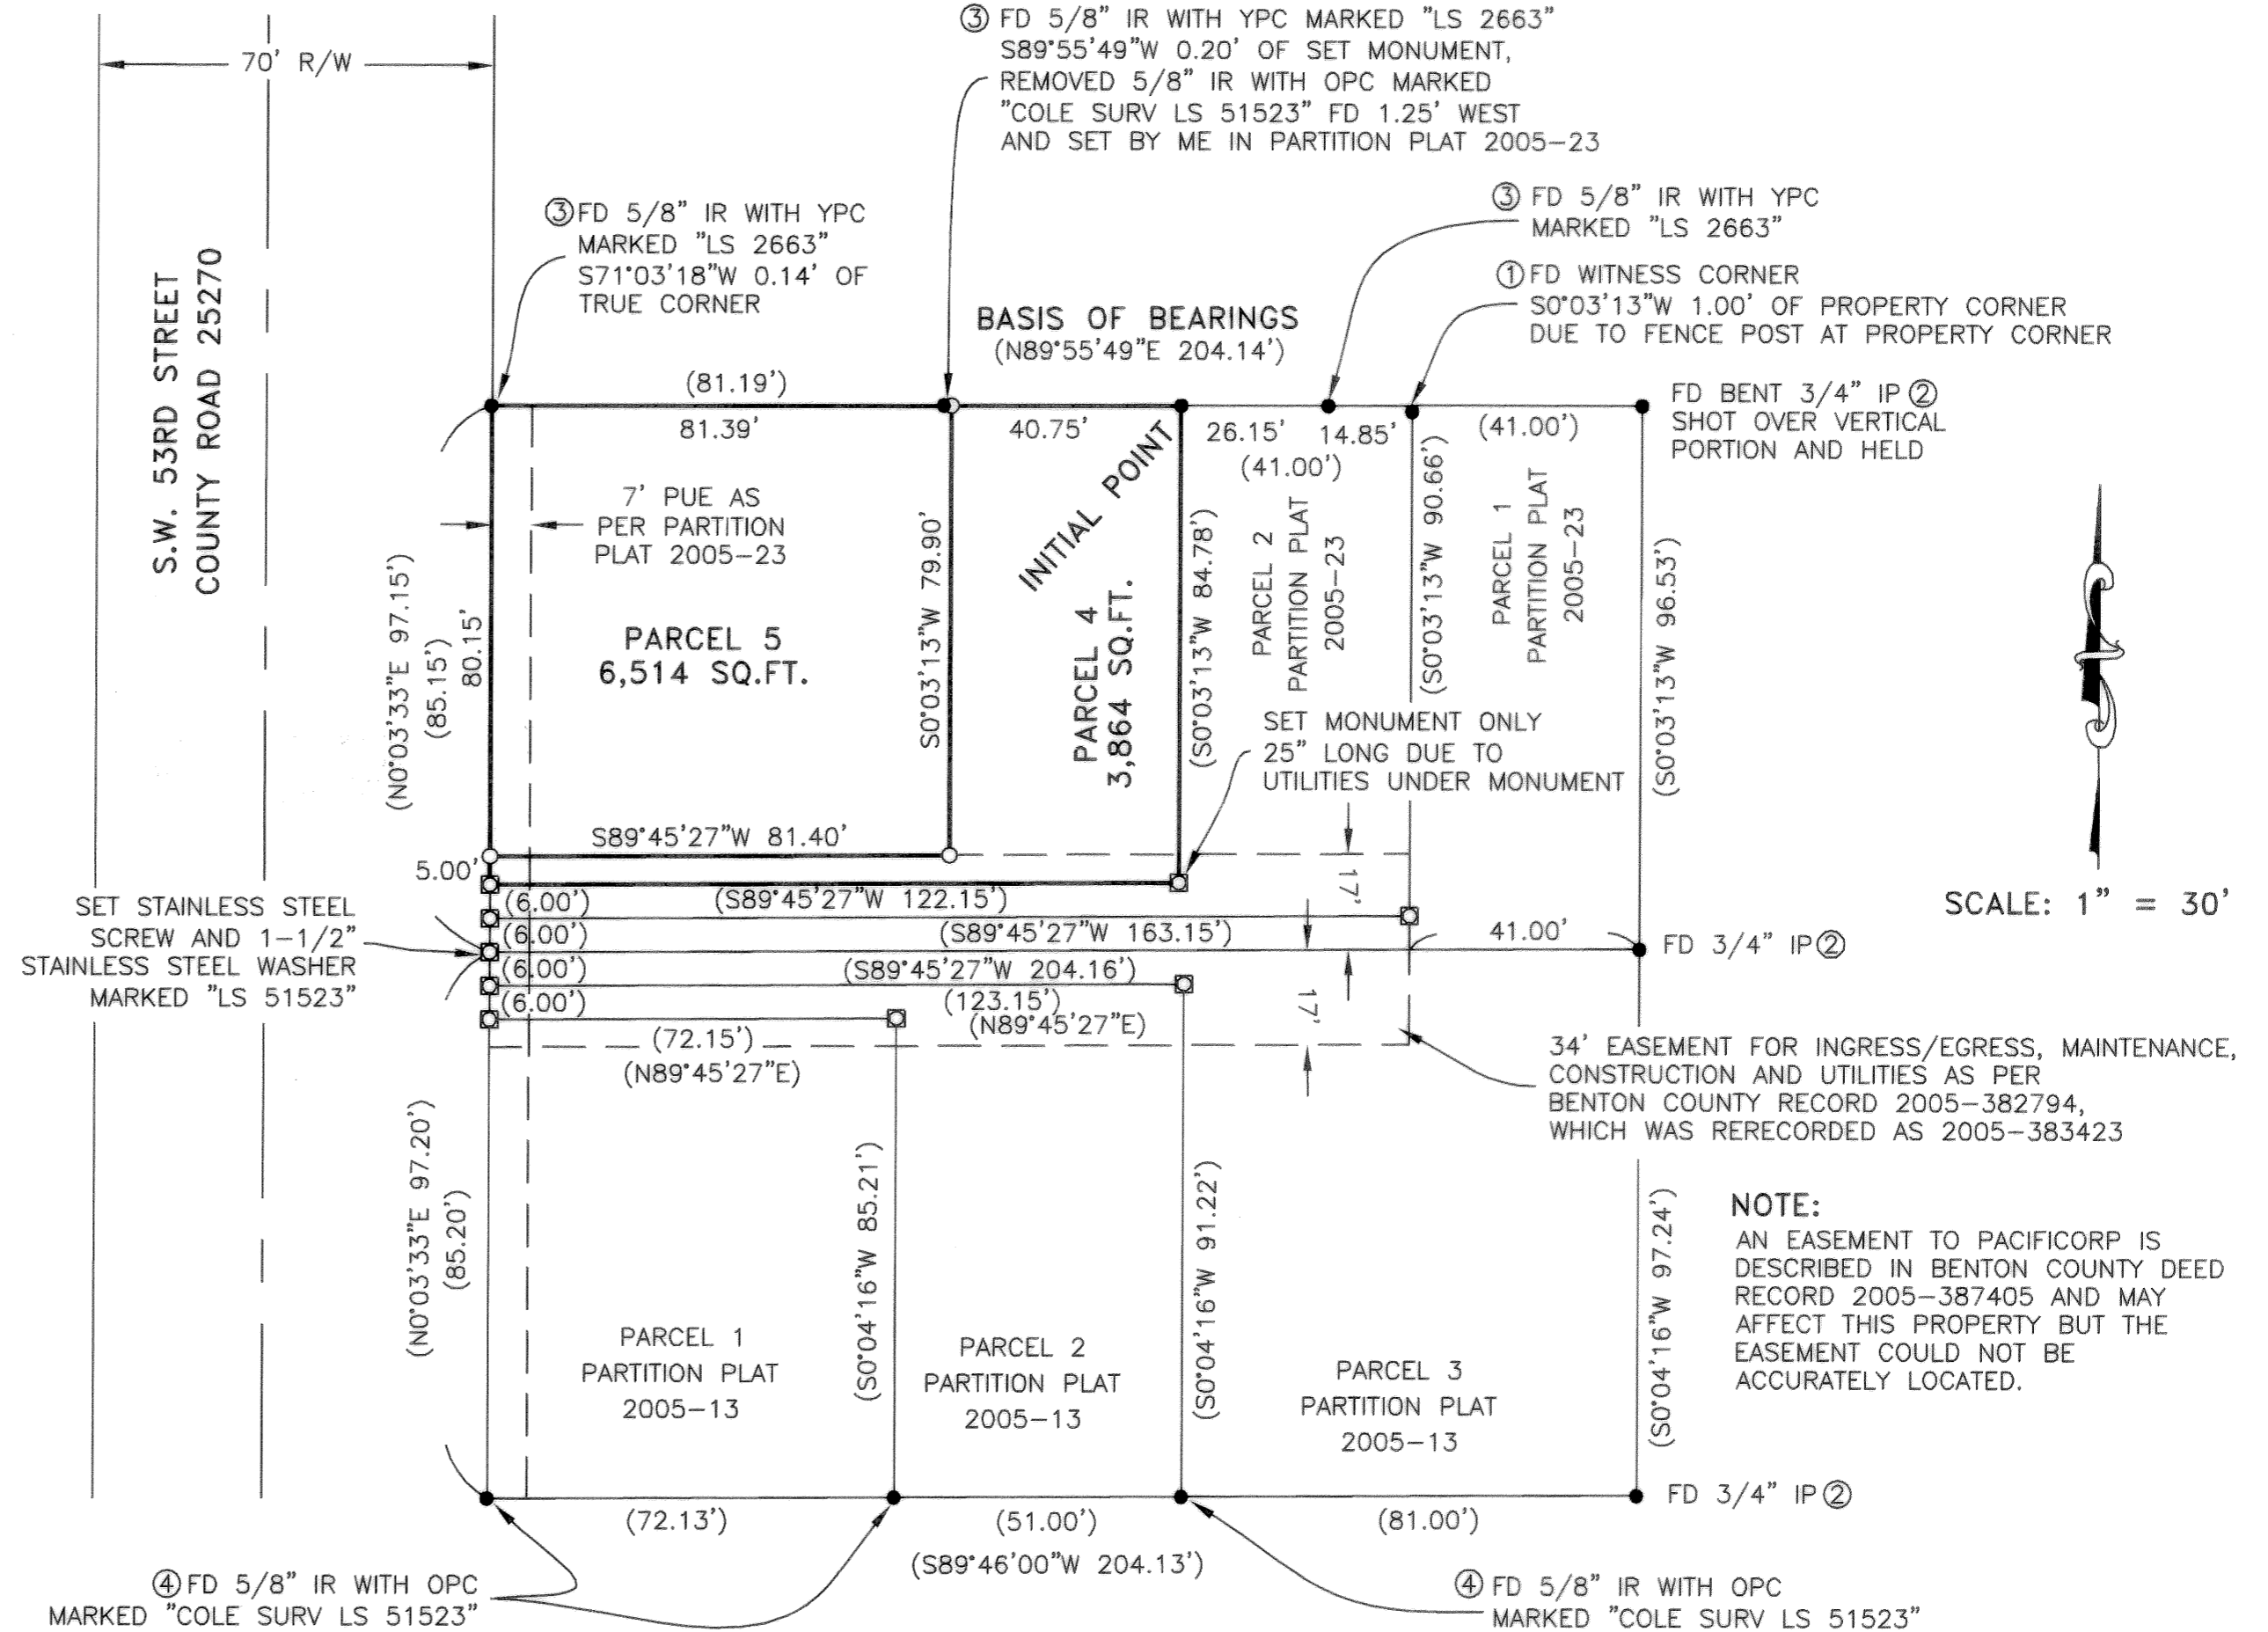 70' R/W
③ FD 5/8" IR WITH YPC MARKED "LS 2663"
S89°55'49"W 0.20' OF SET MONUMENT,
REMOVED 5/8" IR WITH OPC MARKED
"COLE SURV LS 51523" FD 1.25' WEST
AND SET BY ME IN PARTITION PLAT 2005-23
③ FD 5/8" IR WITH YPC
MARKED "LS 2663"
S71°03'18"W 0.14' OF
TRUE CORNER
③ FD 5/8" IR WITH YPC
MARKED "LS 2663"
① FD WITNESS CORNER
S0°03'13"W 1.00' OF PROPERTY CORNER
DUE TO FENCE POST AT PROPERTY CORNER
S.W. 53RD STREET
COUNTY ROAD 25270
BASIS OF BEARINGS
(N89°55'49"E 204.14')
FD BENT 3/4" IP ②
SHOT OVER VERTICAL
PORTION AND HELD
(81.19')
81.39'
40.75'
26.15'
14.85'
(41.00')
(41.00')
7' PUE AS
PER PARTITION
PLAT 2005-23
INITIAL POINT
(N0°03'33"E 97.15')
(85.15')
80.15'
PARCEL 5
6,514 SQ.FT.
S0°03'13"W 79.90'
PARCEL 4
3,864 SQ.FT.
(S0°03'13"W 84.78')
PARCEL 2
PARTITION PLAT
2005-23
(S0°03'13"W 90.66')
PARCEL 1
PARTITION PLAT
2005-23
(S0°03'13"W 96.53')
SET MONUMENT ONLY
25" LONG DUE TO
UTILITIES UNDER MONUMENT
SCALE: 1" = 30'
S89°45'27"W 81.40'
5.00'
17'
(6.00')
(S89°45'27"W 122.15')
SET STAINLESS STEEL
SCREW AND 1-1/2"
STAINLESS STEEL WASHER
MARKED "LS 51523"
(6.00')
(S89°45'27"W 163.15')
41.00'
FD 3/4" IP ②
(6.00')
(S89°45'27"W 204.16')
(6.00')
(123.15')
(N89°45'27"E)
17'
(72.15')
(N89°45'27"E)
34' EASEMENT FOR INGRESS/EGRESS, MAINTENANCE,
CONSTRUCTION AND UTILITIES AS PER
BENTON COUNTY RECORD 2005-382794,
WHICH WAS RERECORDED AS 2005-383423
(N0°03'33"E 97.20')
(85.20')
(S0°04'16"W 85.21')
(S0°04'16"W 91.22')
(S0°04'16"W 97.24')
NOTE:
AN EASEMENT TO PACIFICORP IS
DESCRIBED IN BENTON COUNTY DEED
RECORD 2005-387405 AND MAY
AFFECT THIS PROPERTY BUT THE
EASEMENT COULD NOT BE
ACCURATELY LOCATED.
PARCEL 1
PARTITION PLAT
2005-13
PARCEL 2
PARTITION PLAT
2005-13
PARCEL 3
PARTITION PLAT
2005-13
FD 3/4" IP ②
(72.13')
(51.00')
(81.00')
(S89°46'00"W 204.13')
④ FD 5/8" IR WITH OPC
MARKED "COLE SURV LS 51523"
④ FD 5/8" IR WITH OPC
MARKED "COLE SURV LS 51523"